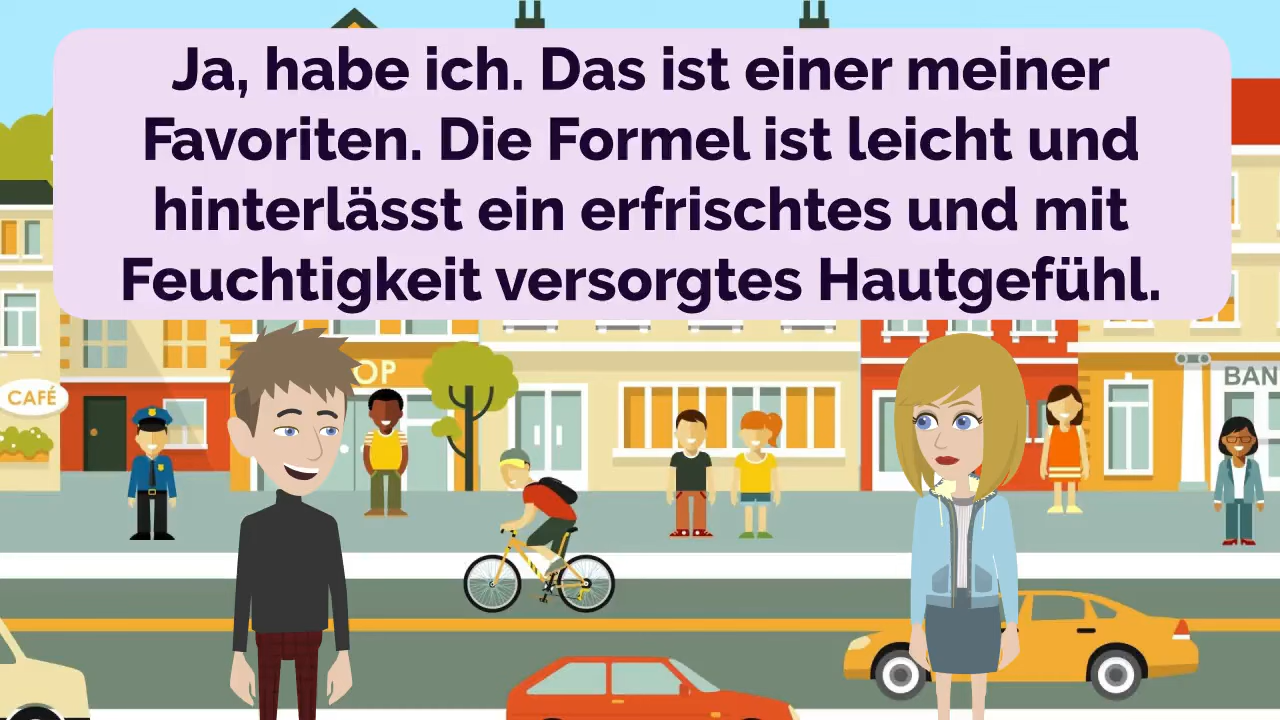 Ja, habe ich. Das ist einer meiner
Favoriten. Die Formel ist leicht und
hinterlässt ein erfrischtes und mit
Feuchtigkeit versorgtes Hautgefühl.
OP
CAFÉ
BAN